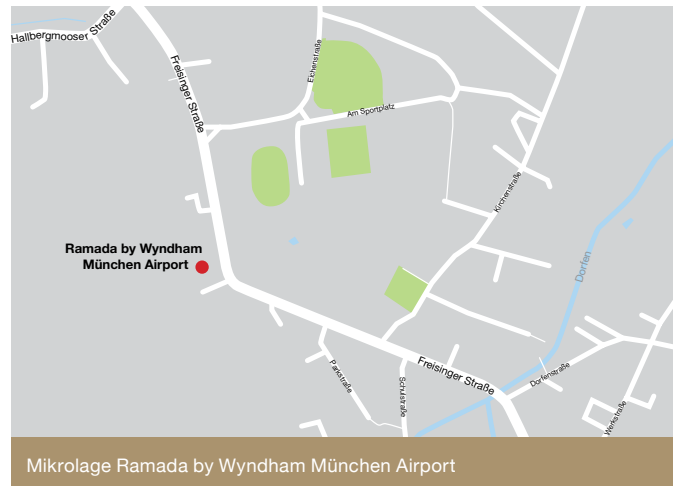 Hallbergmooser Straße
Freisinger Straße
Eichenstraße
Am Sportplatz
Kirchenstraße
Ramada by Wyndham
München Airport
Dorfen
Freisinger Straße
Parkstraße
Schulstraße
Dorfenstraße
Werkstraße
Mikrolage Ramada by Wyndham München Airport